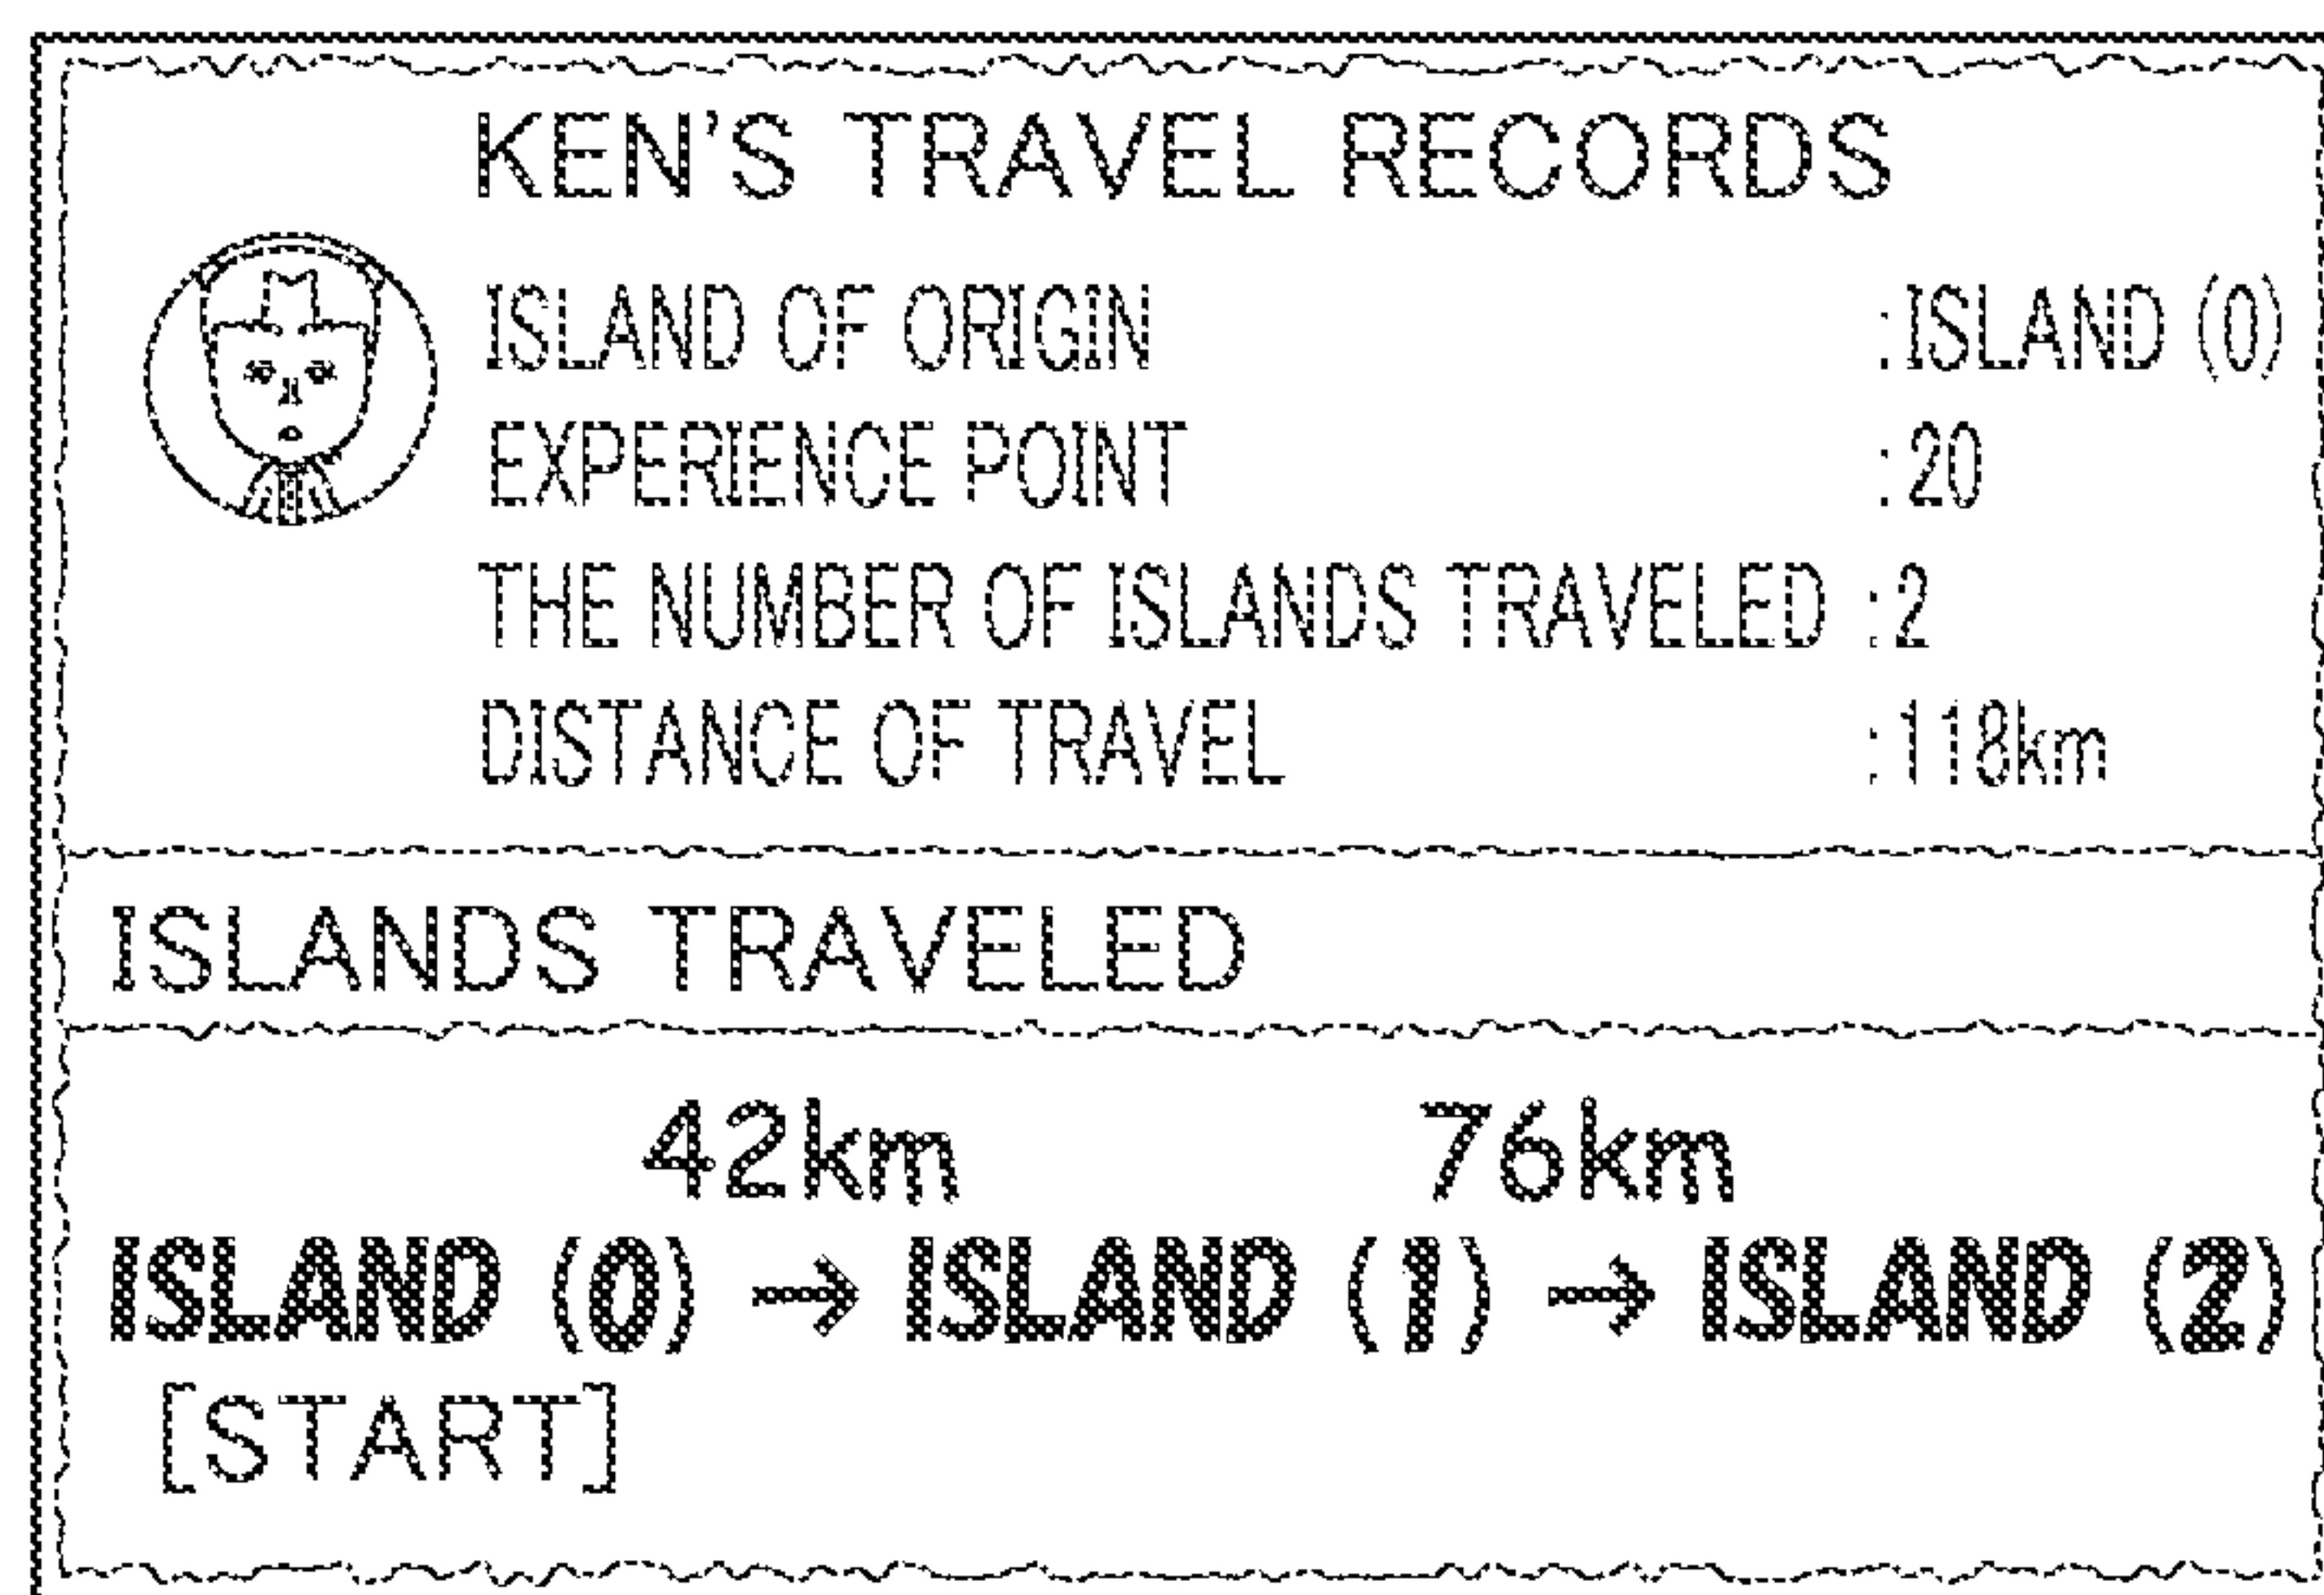 KEN'S TRAVEL RECORDS
ISLAND OF ORIGIN :ISLAND (0)
EXPERIENCE POINT :20
THE NUMBER OF ISLANDS TRAVELED :2
DISTANCE OF TRAVEL :118km
ISLANDS TRAVELED
42km 76km
ISLAND (0) → ISLAND (1) → ISLAND (2)
[START]